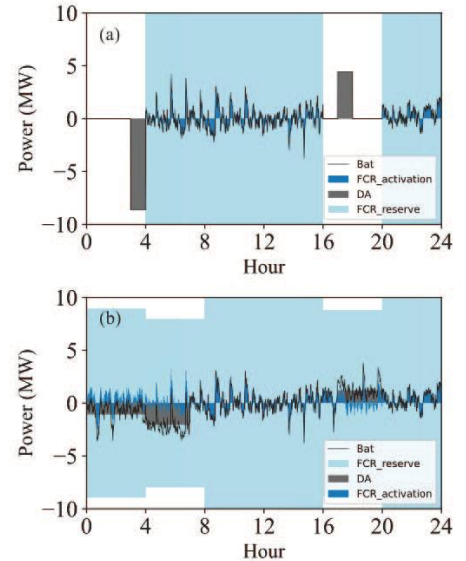 (a)
10
5
0
−5
−10
Power (MW)
Bat
FCR_activation
DA
FCR_reserve
0 4 8 12 16 20 24
Hour
(b)
10
5
0
−5
−10
Power (MW)
Bat
FCR_reserve
DA
FCR_activation
0 4 8 12 16 20 24
Hour